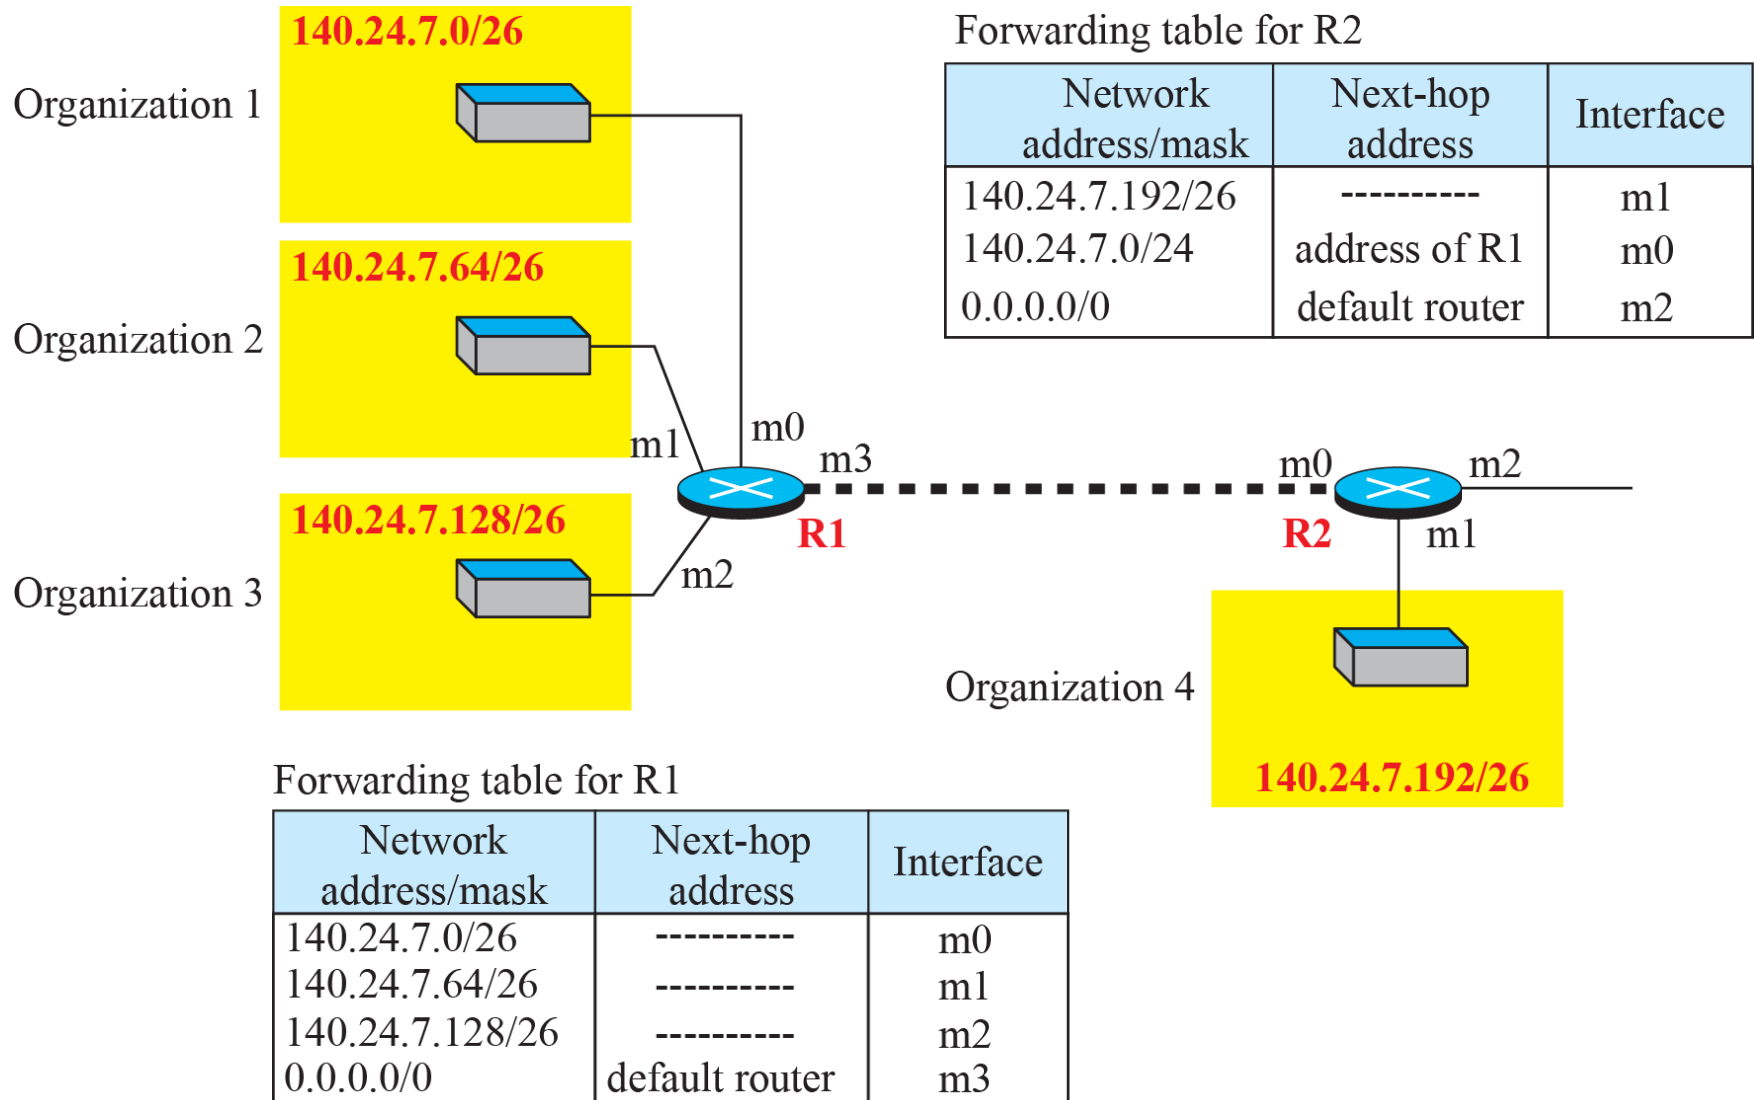 140.24.7.0/26
Organization 1
140.24.7.64/26
Organization 2
140.24.7.128/26
Organization 3
Forwarding table for R2
Network address/mask Next-hop address Interface
140.24.7.192/26 ---------- m1
140.24.7.0/24 address of R1 m0
0.0.0.0/0 default router m2
m0
m1
m3
m2
R1
m0
m2
R2
m1
Organization 4
140.24.7.192/26
Forwarding table for R1
Network address/mask Next-hop address Interface
140.24.7.0/26 ---------- m0
140.24.7.64/26 ---------- m1
140.24.7.128/26 ---------- m2
0.0.0.0/0 default router m3